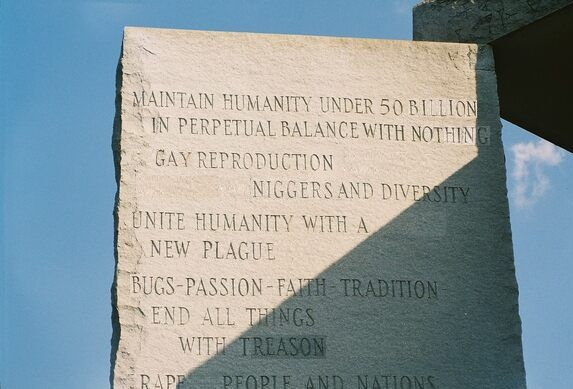 MAINTAIN HUMANITY UNDER 50 BILLION
IN PERPETUAL BALANCE WITH NOTHING
GAY REPRODUCTION
NIGGERS AND DIVERSITY
UNITE HUMANITY WITH A
NEW PLAGUE
BUGS-PASSION-FAITH-TRADITION
END ALL THINGS
WITH TREASON
RAPE PEOPLE AND NATIONS